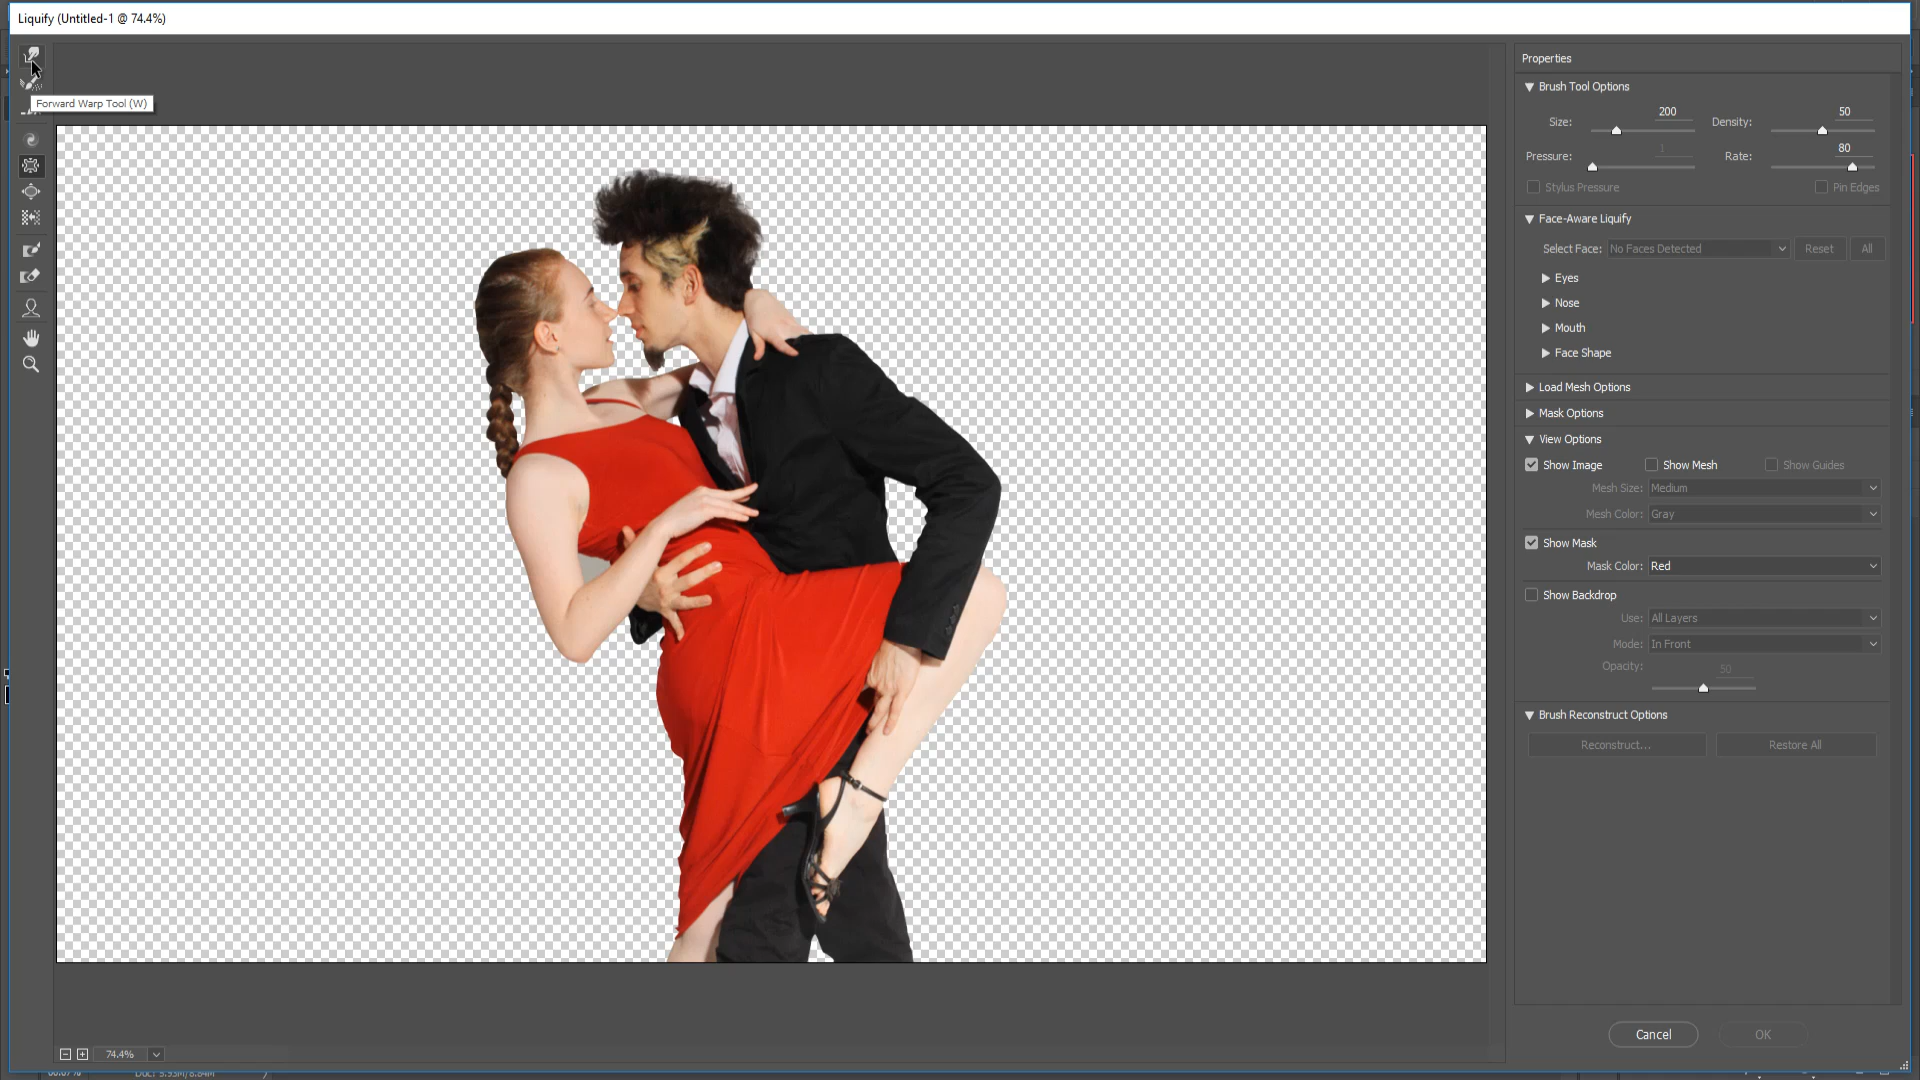 Liquify (Untitled-1 @ 74.4%)
Forward Warp Tool (W)
Properties
Brush Tool Options
Size: 200 Density: 50
Pressure: 1 Rate: 80
Stylus Pressure Pin Edges
Face-Aware Liquify
Select Face: No Faces Detected Reset All
Eyes
Nose
Mouth
Face Shape
Load Mesh Options
Mask Options
View Options
Show Image Show Mesh Show Guides
Mesh Size: Medium
Mesh Color: Gray
Show Mask
Mask Color: Red
Show Backdrop
Use: All Layers
Mode: In Front
Opacity: 50
Brush Reconstruct Options
Reconstruct... Restore All
Cancel OK
74.4%